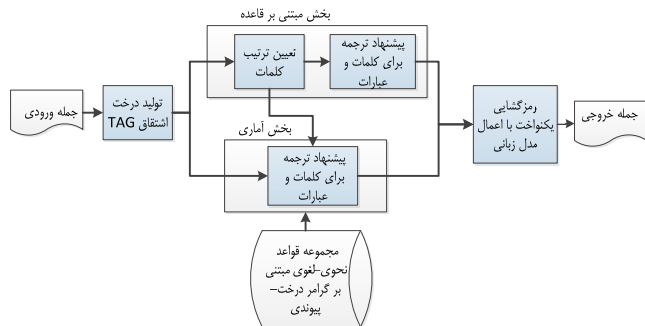 بخش مبتنی بر قاعده
تعیین ترتیب
کلمات
پیشنهاد ترجمه
برای کلمات و
عبارات
جمله ورودی
تولید درخت
اشتقاق TAG
رمزگشایی
یکنواخت با اعمال
مدل زبانی
جمله خروجی
بخش آماری
پیشنهاد ترجمه
برای کلمات و
عبارات
مجموعه قواعد
نحوی-لغوی مبتنی
بر گرامر درخت-
پیوندی